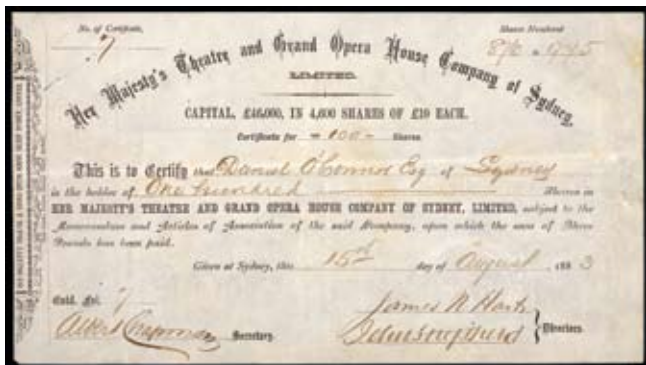 No. of Certificate,
7
Shares Numbered
876 to 975
Her Majesty's Theatre and Grand Opera House Company of Sydney,
LIMITED.
CAPITAL, £46,000, IN 4,600 SHARES OF £10 EACH.
Certificate for 100 Shares.
This is to Certify that Daniel O'Connor Esq of Sydney
is the holder of One hundred Shares in
HER MAJESTY'S THEATRE AND GRAND OPERA HOUSE COMPANY OF SYDNEY, LIMITED, subject to the
Memorandum and Articles of Association of the said Company, upon which the sum of Three
Pounds has been paid.
Given at Sydney, this 15th day of August, 1883
Entd. Fol. 7
Albert Chapman Secretary.
James N
Directors.